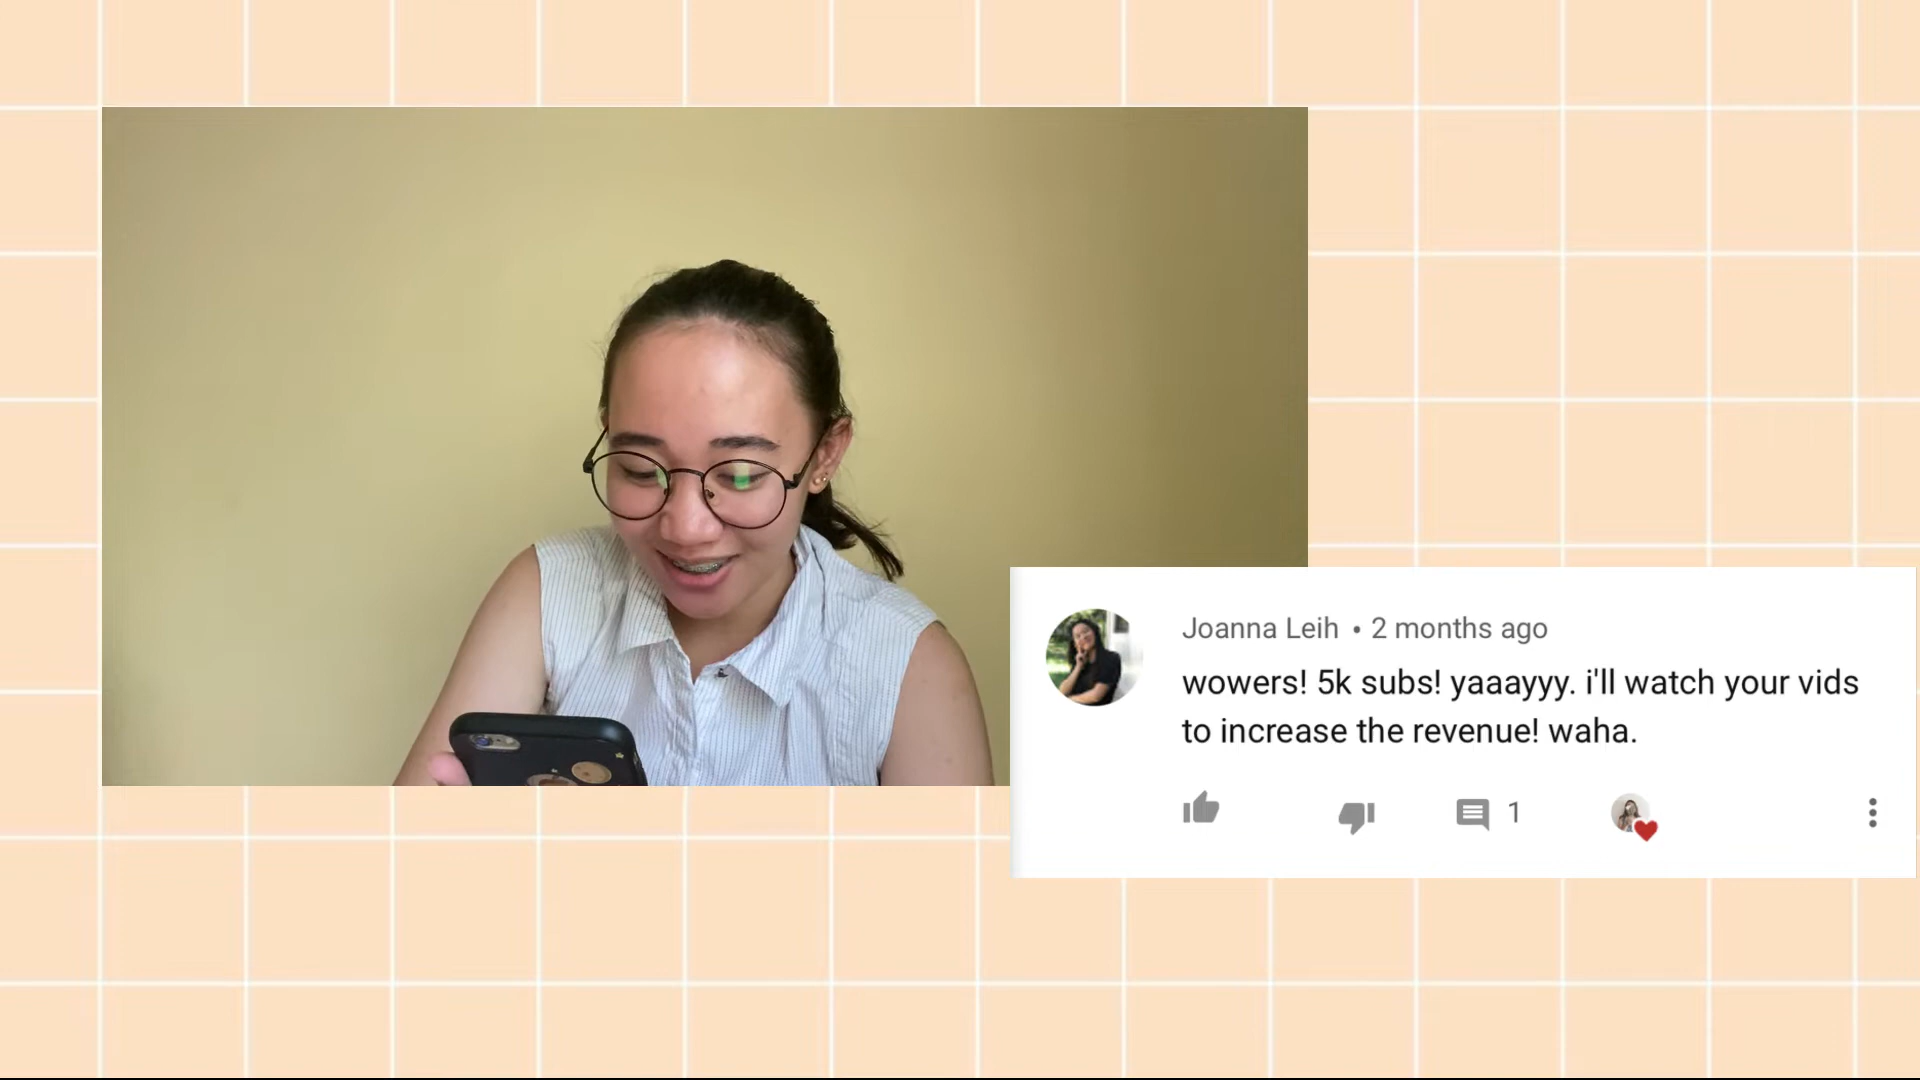 Joanna Leih • 2 months ago
wowers! 5k subs! yaaayyy. i'll watch your vids
to increase the revenue! waha.
1